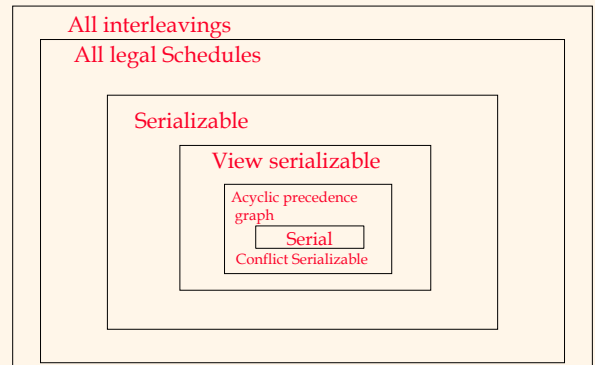 All interleavings
All legal Schedules
Serializable
View serializable
Acyclic precedence
graph
Serial
Conflict Serializable